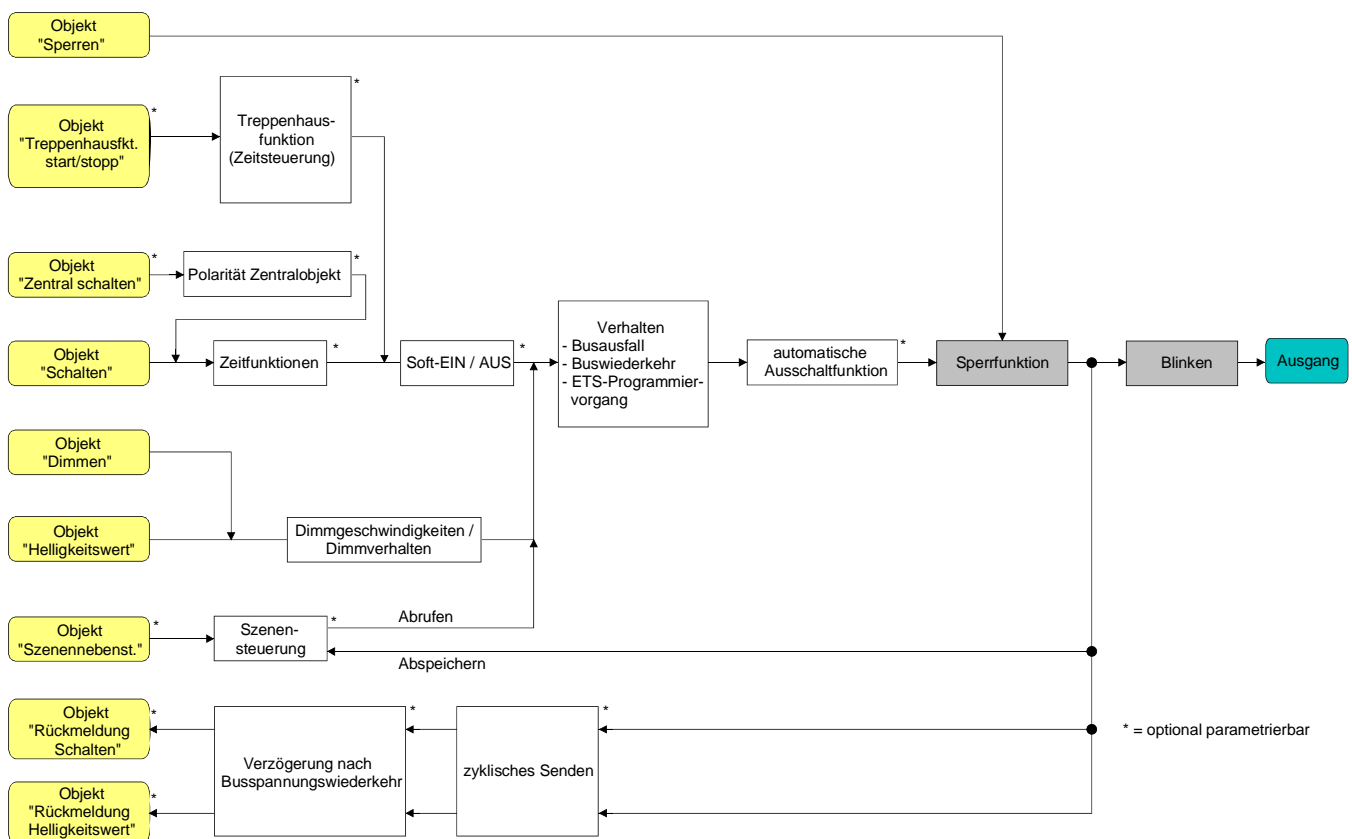 Objekt
"Sperren"
*
Objekt
"Treppenhausfkt.
start/stopp"
*
Treppenhaus-
funktion
(Zeitsteuerung)
Objekt
"Zentral schalten"
*
Polarität Zentralobjekt
*
Objekt
"Schalten"
Zeitfunktionen
*
Soft-EIN / AUS
*
Verhalten
- Busausfall
- Buswiederkehr
- ETS-Programmier-
vorgang
automatische
Ausschaltfunktion
*
Sperrfunktion
Blinken
Ausgang
Objekt
"Dimmen"
Objekt
"Helligkeitswert"
Dimmgeschwindigkeiten /
Dimmverhalten
Objekt
"Szenennebenst."
*
Szenen-
steuerung
*
Abrufen
Abspeichern
Objekt
"Rückmeldung
Schalten"
*
Verzögerung nach
Busspannungswiederkehr
*
zyklisches Senden
*
* = optional parametrierbar
Objekt
"Rückmeldung
Helligkeitswert"
*